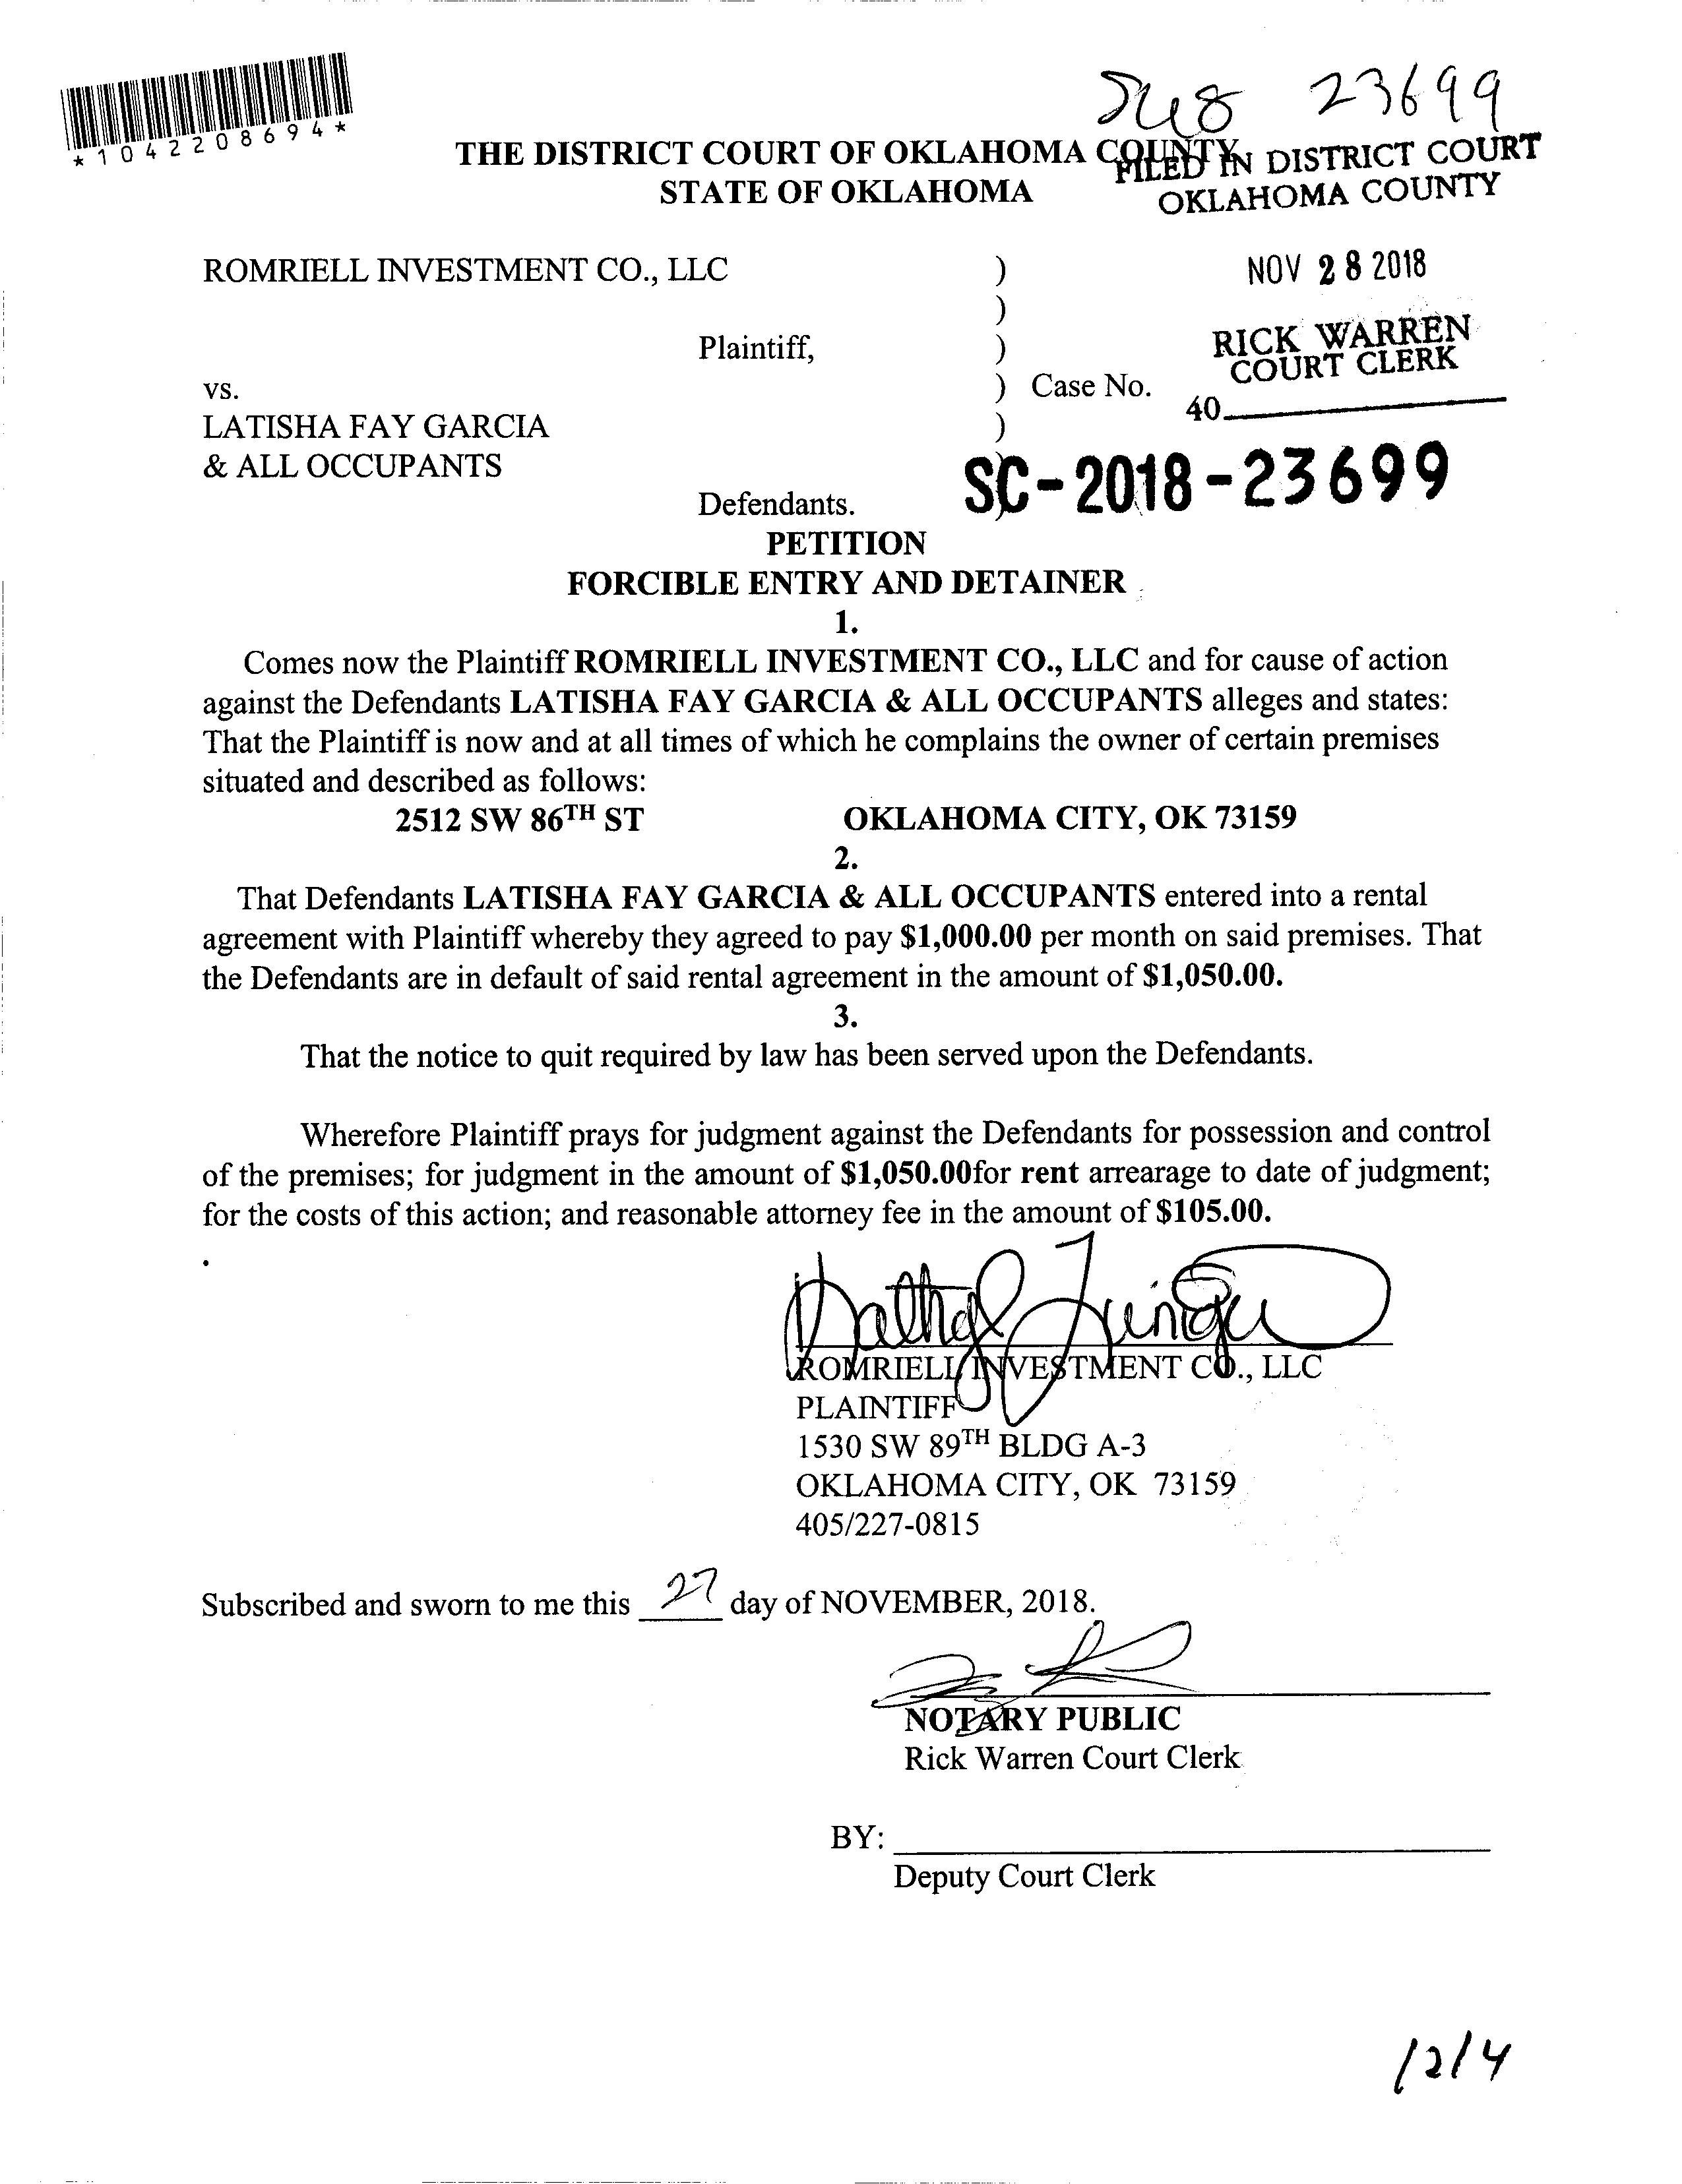 *1042208694*
23699
THE DISTRICT COURT OF OKLAHOMA COUNTY
STATE OF OKLAHOMA
FILED IN DISTRICT COURT
OKLAHOMA COUNTY
ROMRIELL INVESTMENT CO., LLC )
NOV 28 2018
)
Plaintiff, )
RICK WARREN
COURT CLERK
vs. ) Case No.
40
LATISHA FAY GARCIA )
& ALL OCCUPANTS )
SC-2018-23699
Defendants.
PETITION
FORCIBLE ENTRY AND DETAINER
1.
Comes now the Plaintiff ROMRIELL INVESTMENT CO., LLC and for cause of action
against the Defendants LATISHA FAY GARCIA & ALL OCCUPANTS alleges and states:
That the Plaintiff is now and at all times of which he complains the owner of certain premises
situated and described as follows:
2512 SW 86TH ST OKLAHOMA CITY, OK 73159
2.
That Defendants LATISHA FAY GARCIA & ALL OCCUPANTS entered into a rental
agreement with Plaintiff whereby they agreed to pay $1,000.00 per month on said premises. That
the Defendants are in default of said rental agreement in the amount of $1,050.00.
3.
That the notice to quit required by law has been served upon the Defendants.
Wherefore Plaintiff prays for judgment against the Defendants for possession and control
of the premises; for judgment in the amount of $1,050.00for rent arrearage to date of judgment;
for the costs of this action; and reasonable attorney fee in the amount of $105.00.
.
ROMRIELL INVESTMENT CO., LLC
PLAINTIFF
1530 SW 89TH BLDG A-3
OKLAHOMA CITY, OK 73159
405/227-0815
Subscribed and sworn to me this 27 day of NOVEMBER, 2018.
NOTARY PUBLIC
Rick Warren Court Clerk
BY:
Deputy Court Clerk
12/4